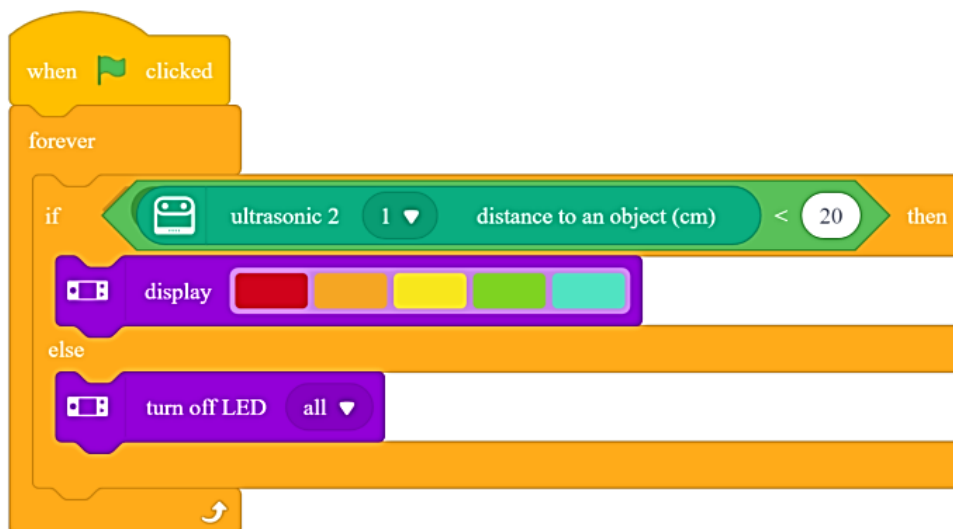 when clicked
forever
if ultrasonic 2 1 distance to an object (cm) < 20 then
display
else
turn off LED all